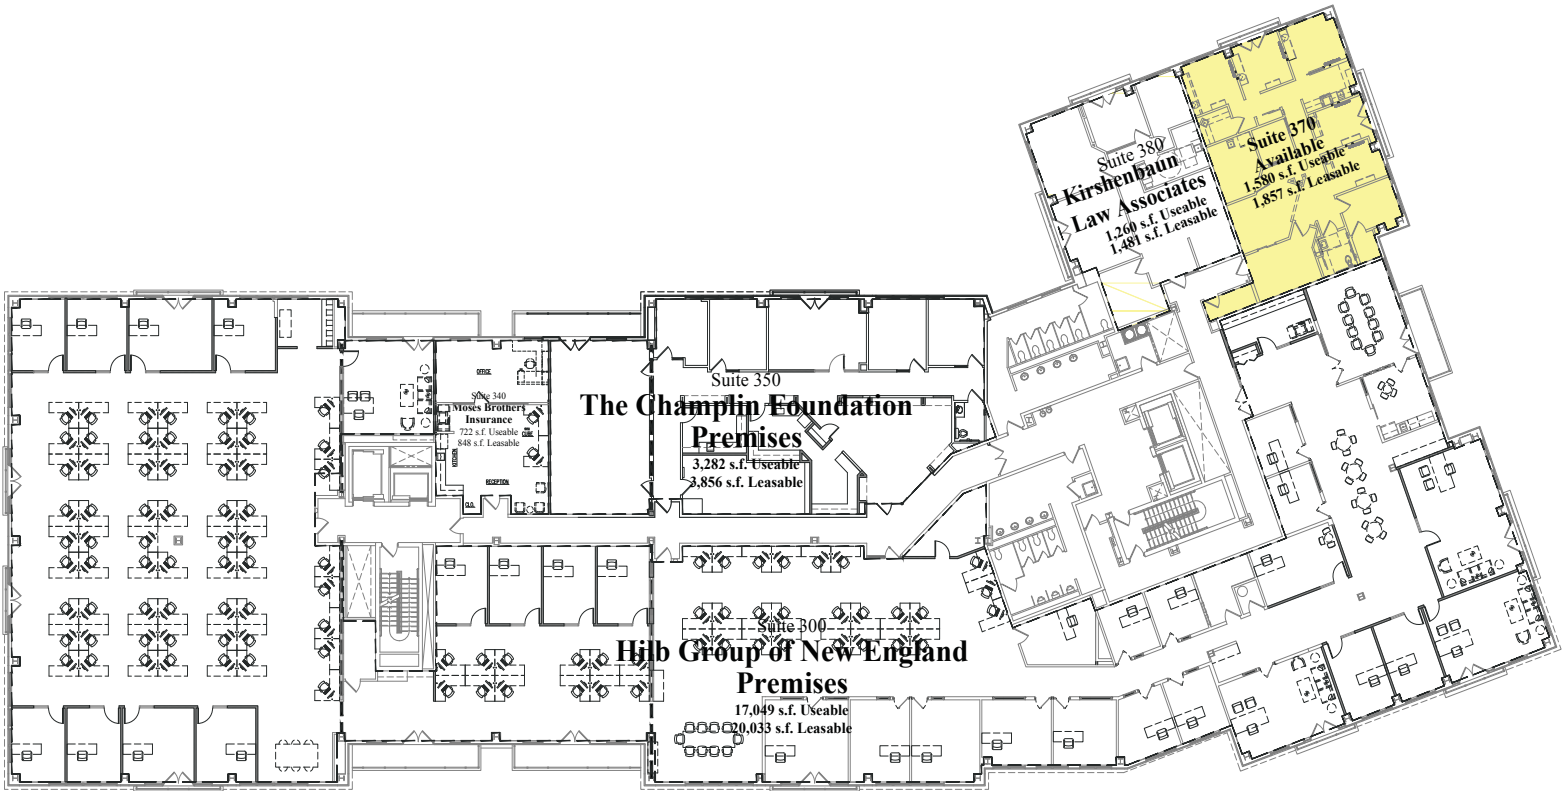 Suite 370
Available
1,580 s.f. Useable
1,857 s.f. Leasable
Suite 380
Kirshenbaun
Law Associates
1,260 s.f. Useable
1,481 s.f. Leasable
OFFICE
Suite 340
Moses Brothers
Insurance
722 s.f. Useable
848 s.f. Leasable
CUBE
KITCHEN
RECEPTION
CLO.
Suite 350
The Champlin Foundation
Premises
3,282 s.f. Useable
3,856 s.f. Leasable
Suite 300
Hilb Group of New England
Premises
17,049 s.f. Useable
20,033 s.f. Leasable